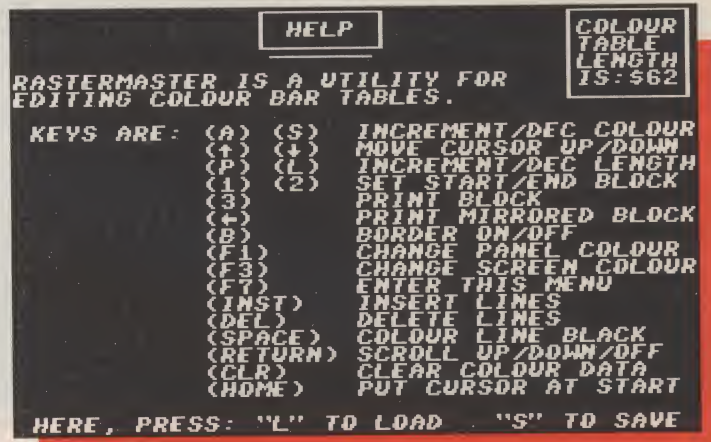 HELP
COLOUR
TABLE
LENGTH
IS:$62
RASTERMASTER IS A UTILITY FOR
EDITING COLOUR BAR TABLES.
KEYS ARE: (A) (S) INCREMENT/DEC COLOUR
(↑) (↓) MOVE CURSOR UP/DOWN
(P) (L) INCREMENT/DEC LENGTH
(1) (2) SET START/END BLOCK
(3) PRINT BLOCK
(←) PRINT MIRRORED BLOCK
(B) BORDER ON/OFF
(F1) CHANGE PANEL COLOUR
(F3) CHANGE SCREEN COLOUR
(F7) ENTER THIS MENU
(INST) INSERT LINES
(DEL) DELETE LINES
(SPACE) COLOUR LINE BLACK
(RETURN) SCROLL UP/DOWN/OFF
(CLR) CLEAR COLOUR DATA
(HOME) PUT CURSOR AT START
HERE, PRESS: "L" TO LOAD "S" TO SAVE